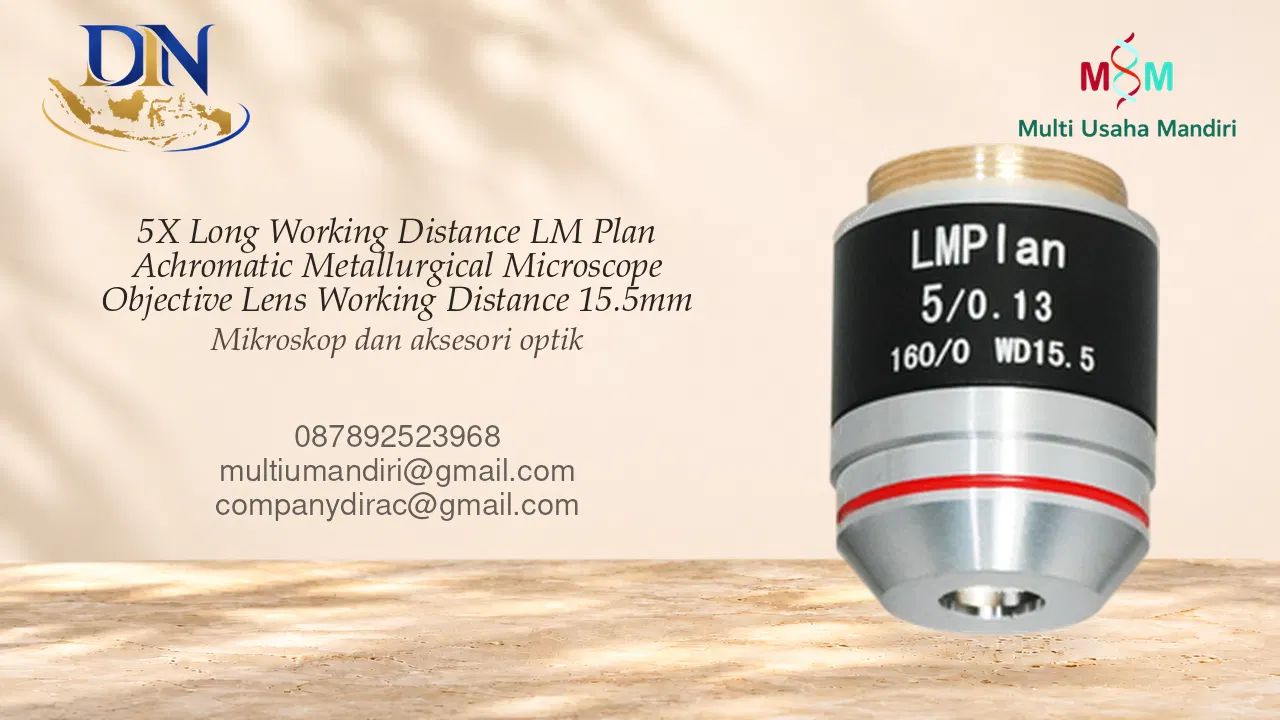 DN
M M
Multi Usaha Mandiri
5X Long Working Distance LM Plan
Achromatic Metallurgical Microscope
Objective Lens Working Distance 15.5mm
Mikroskop dan aksesori optik
087892523968
multiumandiri@gmail.com
companydirac@gmail.com
LMPlan
5/0.13
160/0 WD15.5